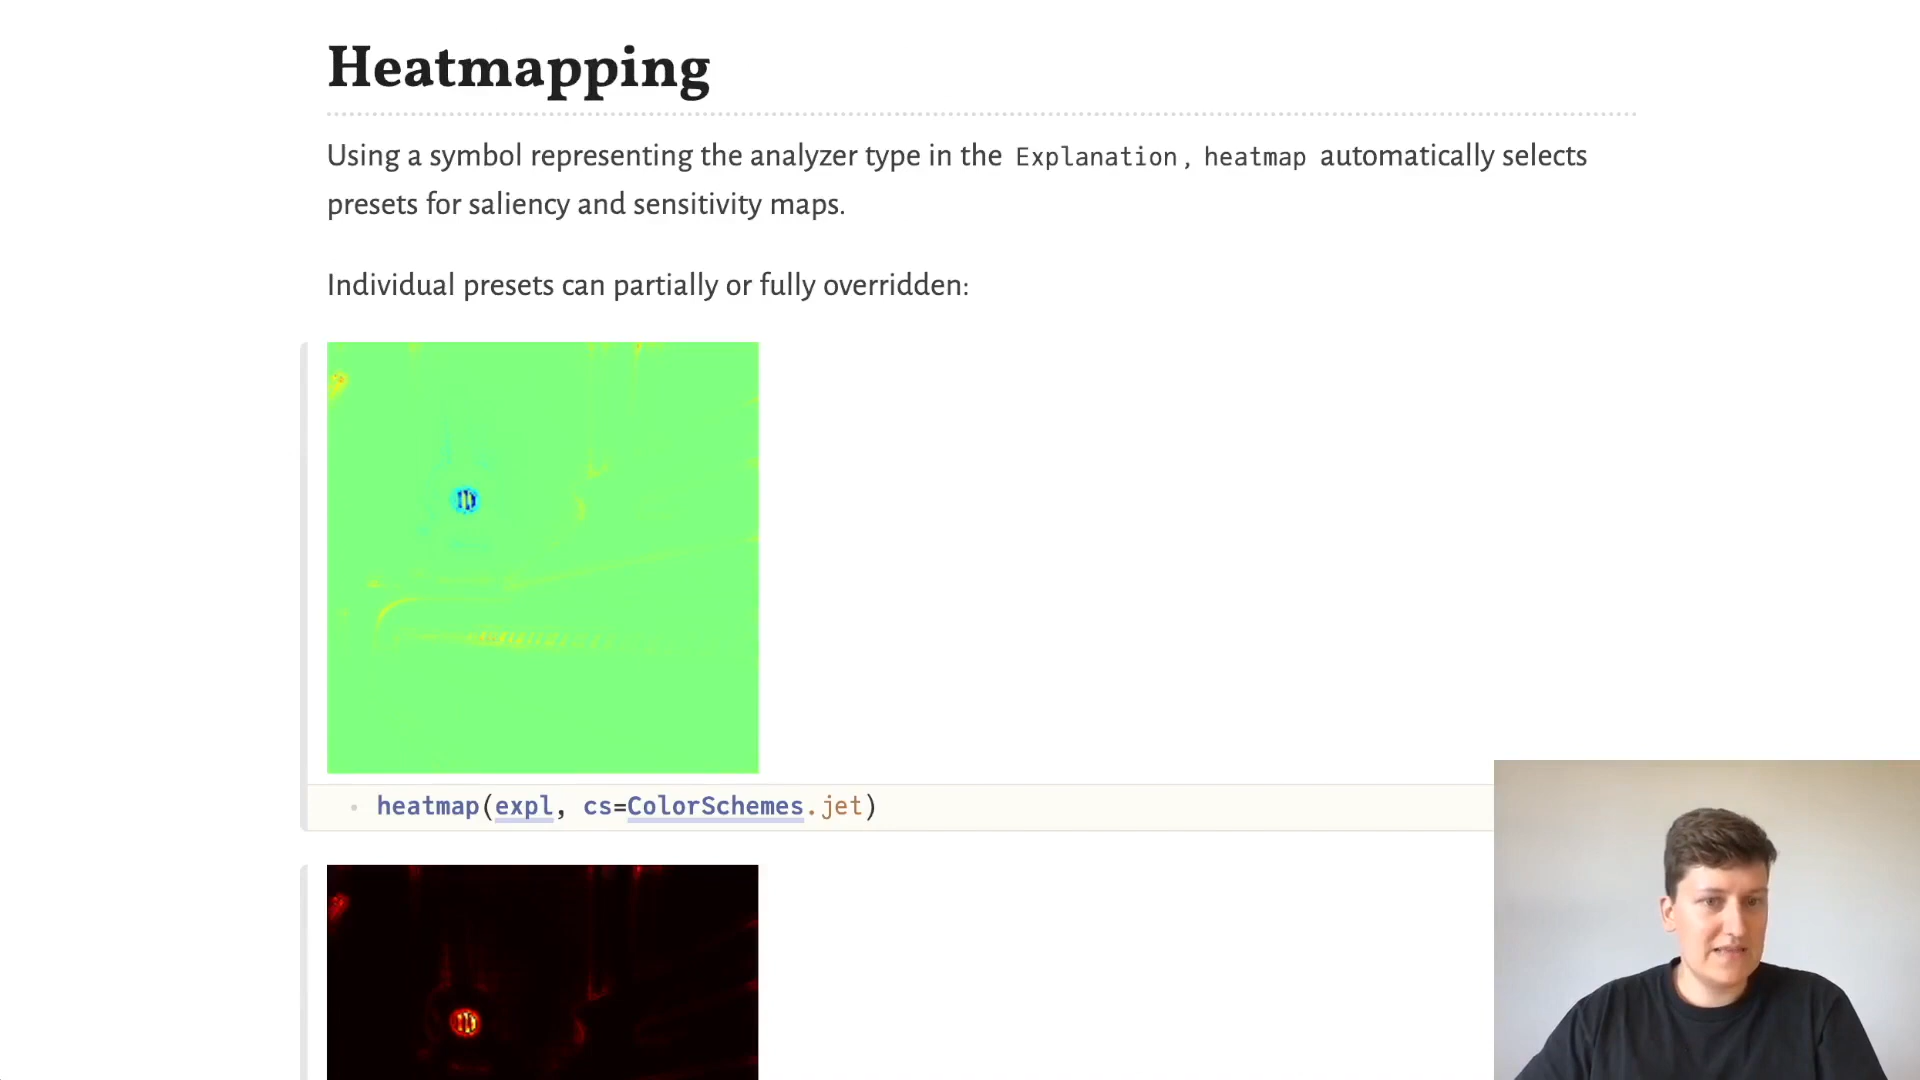 Heatmapping
Using a symbol representing the analyzer type in the Explanation, heatmap automatically selects
presets for saliency and sensitivity maps.
Individual presets can partially or fully overridden:
heatmap(expl, cs=ColorSchemes.jet)